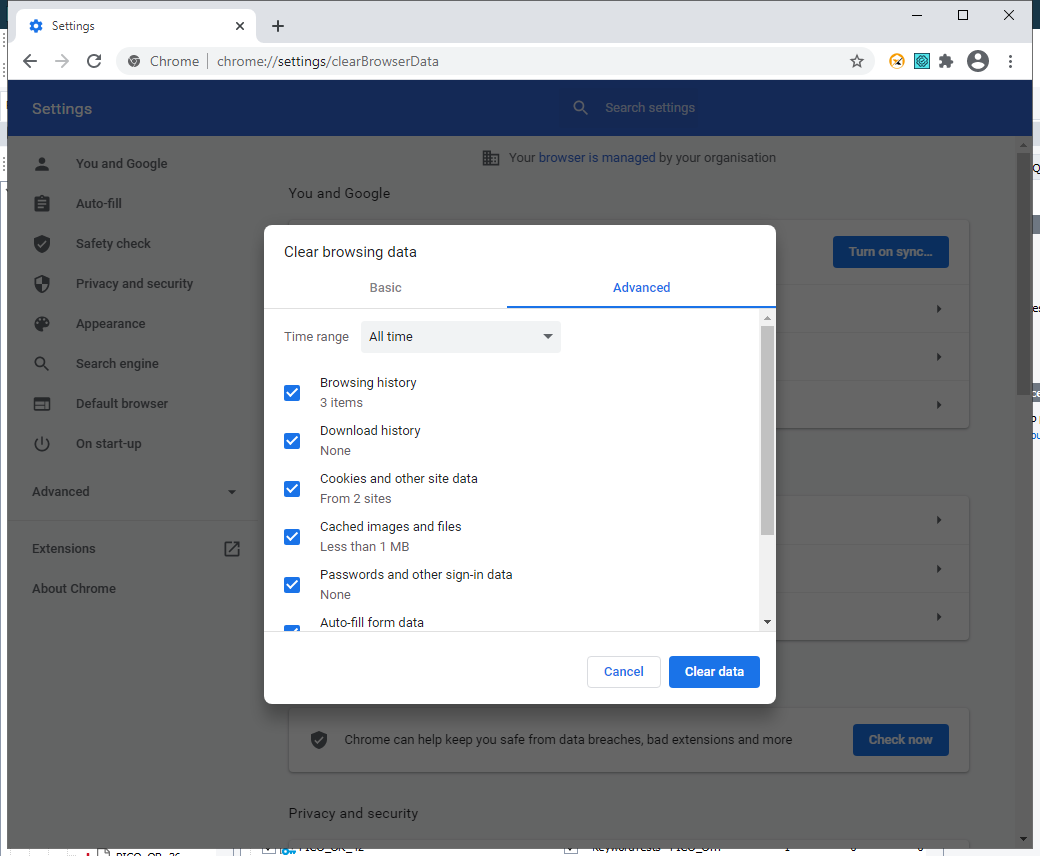 Settings
Chrome chrome://settings/clearBrowserData
Settings
Search settings
Your browser is managed by your organisation
You and Google
Auto-fill
Safety check
Privacy and security
Appearance
Search engine
Default browser
On start-up
Advanced
Extensions
About Chrome
You and Google
Turn on sync...
Clear browsing data
Basic
Advanced
Time range All time
Browsing history
3 items
Download history
None
Cookies and other site data
From 2 sites
Cached images and files
Less than 1 MB
Passwords and other sign-in data
None
Auto-fill form data
Cancel
Clear data
Chrome can help keep you safe from data breaches, bad extensions and more
Check now
Privacy and security